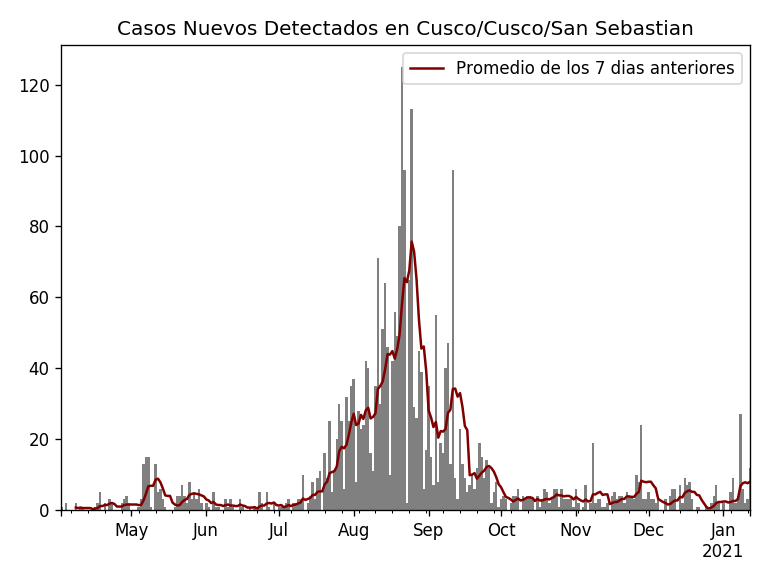 Casos Nuevos Detectados en Cusco/Cusco/San Sebastian
Promedio de los 7 dias anteriores
120
100
80
60
40
20
0
May Jun Jul Aug Sep Oct Nov Dec Jan
2021